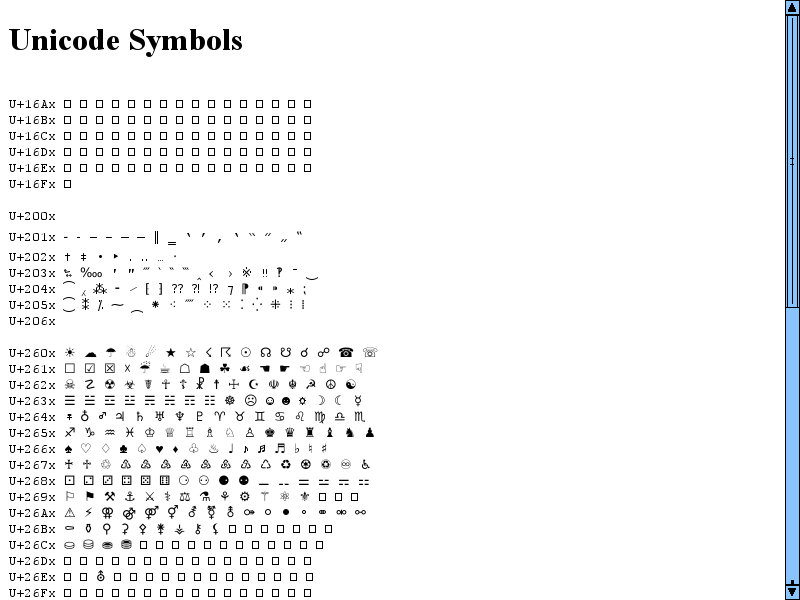 Unicode Symbols
U+16Ax □ □ □ □ □ □ □ □ □ □ □ □ □ □ □ □
U+16Bx □ □ □ □ □ □ □ □ □ □ □ □ □ □ □ □
U+16Cx □ □ □ □ □ □ □ □ □ □ □ □ □ □ □ □
U+16Dx □ □ □ □ □ □ □ □ □ □ □ □ □ □ □ □
U+16Ex □ □ □ □ □ □ □ □ □ □ □ □ □ □ □ □
U+16Fx □
U+200x
U+201x ‐ ‑ ‒ – — ― ‖ ‗ ‘ ’ ‚ ‛ “ ” „ ‟
U+202x † ‡ • ‣ ․ ‥ … ‧
U+203x ‰ ‱ ′ ″ ‴ ‵ ‶ ‷ ‸ ‹ › ※ ‼ ‽ ‾ ‿
U+204x ⁀ ⁁ ⁂ ⁃ ⁄ ⁅ ⁆ ⁇ ⁈ ⁉ ⁊ ⁋ ⁌ ⁍ ⁎ ⁏
U+205x ⁐ ⁑ ⁒ ⁓ ⁔ ⁕ ⁖ ⁗ ⁘ ⁙ ⁚ ⁛ ⁜ ⁝ ⁞
U+206x
U+260x ☀ ☁ ☂ ☃ ☄ ★ ☆ ☇ ☈ ☉ ☊ ☋ ☌ ☍ ☎ ☏
U+261x ☐ ☑ ☒ ☓ ☔ ☕ ☖ ☗ ☘ ☙ ☚ ☛ ☜ ☝ ☞ ☟
U+262x ☠ ☡ ☢ ☣ ☤ ☥ ☦ ☧ ☨ ☩ ☪ ☫ ☬ ☭ ☮ ☯
U+263x ☰ ☱ ☲ ☳ ☴ ☵ ☶ ☷ ☸ ☹ ☺ ☻ ☼ ☽ ☾ ☿
U+264x ♀ ♁ ♂ ♃ ♄ ♅ ♆ ♇ ♈ ♉ ♊ ♋ ♌ ♍ ♎ ♏
U+265x ♐ ♑ ♒ ♓ ♔ ♕ ♖ ♗ ♘ ♙ ♚ ♛ ♜ ♝ ♞ ♟
U+266x ♠ ♡ ♢ ♣ ♤ ♥ ♦ ♧ ♨ ♩ ♪ ♫ ♬ ♭ ♮ ♯
U+267x ♰ ♱ ♲ ♳ ♴ ♵ ♶ ♷ ♸ ♹ ♺ ♻ ♼ ♽ ♾ ♿
U+268x ⚀ ⚁ ⚂ ⚃ ⚄ ⚅ ⚆ ⚇ ⚈ ⚉ ⚊ ⚋ ⚌ ⚍ ⚎ ⚏
U+269x ⚐ ⚑ ⚒ ⚓ ⚔ ⚕ ⚖ ⚗ ⚘ ⚙ ⚚ ⚛ ⚜ □ □ □
U+26Ax ⚠ ⚡ ⚢ ⚣ ⚤ ⚥ ⚦ ⚧ ⚨ ⚩ ⚪ ⚫ ⚬ ⚭ ⚮ ⚯
U+26Bx ⚰ ⚱ ⚲ ⚳ ⚴ ⚵ ⚶ ⚷ ⚸ □ □ □ □ □ □ □
U+26Cx ⛀ ⛁ ⛂ ⛃ □ □ □ □ □ □ □ □ □ □ □ □
U+26Dx □ □ □ □ □ □ □ □ □ □ □ □ □ □ □ □
U+26Ex □ □ ⛢ □ □ □ □ □ □ □ □ □ □ □ □ □
U+26Fx □ □ □ □ □ □ □ □ □ □ □ □ □ □ □ □